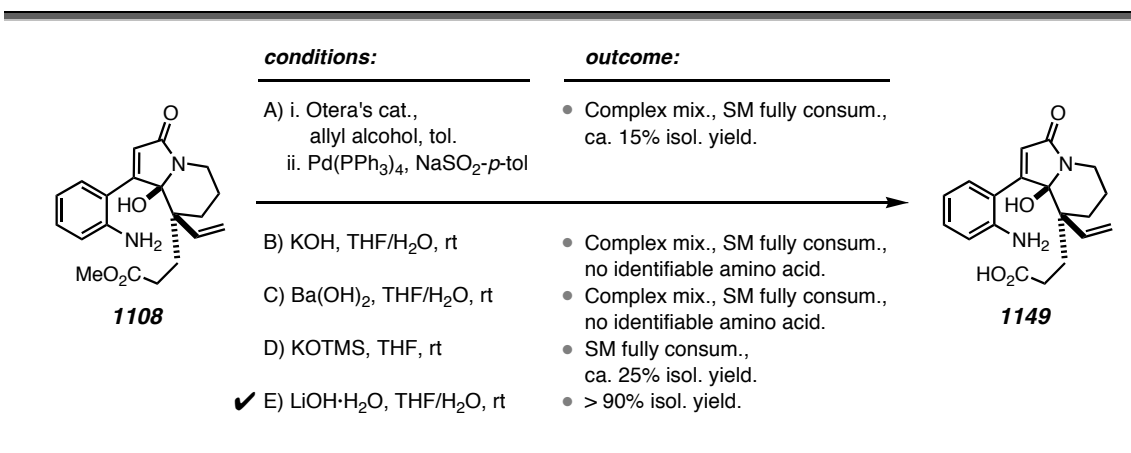 conditions:
outcome:
A) i. Otera's cat.,
allyl alcohol, tol.
ii. Pd(PPh3)4, NaSO2-p-tol
• Complex mix., SM fully consum.,
ca. 15% isol. yield.
O
N
HO
NH2
MeO2C
1108
O
N
HO
NH2
HO2C
1149
B) KOH, THF/H2O, rt
• Complex mix., SM fully consum.,
no identifiable amino acid.
C) Ba(OH)2, THF/H2O, rt
• Complex mix., SM fully consum.,
no identifiable amino acid.
D) KOTMS, THF, rt
• SM fully consum.,
ca. 25% isol. yield.
✔ E) LiOH·H2O, THF/H2O, rt
• > 90% isol. yield.